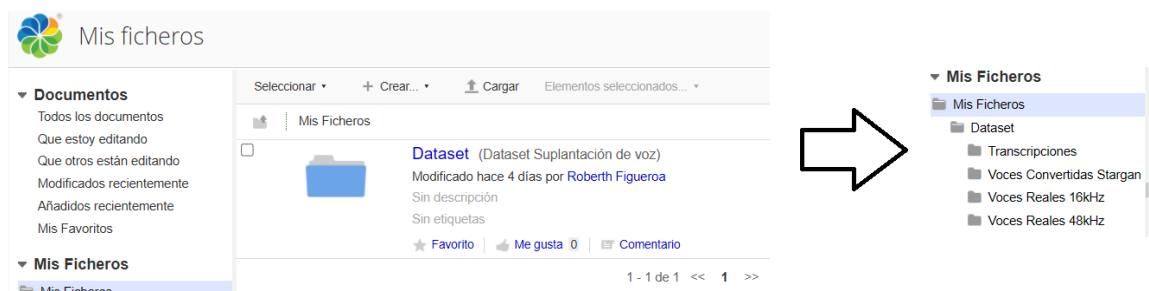 Mis ficheros
Documentos
Todos los documentos
Que estoy editando
Que otros están editando
Modificados recientemente
Añadidos recientemente
Mis Favoritos
Mis Ficheros
Mis Ficheros
Seleccionar Crear... Cargar Elementos seleccionados...
Mis Ficheros
Dataset (Dataset Suplantación de voz)
Modificado hace 4 días por Roberth Figueroa
Sin descripción
Sin etiquetas
Favorito Me gusta 0 Comentario
1 - 1 de 1 << 1 >>
Mis Ficheros
Mis Ficheros
Dataset
Transcripciones
Voces Convertidas Stargan
Voces Reales 16kHz
Voces Reales 48kHz